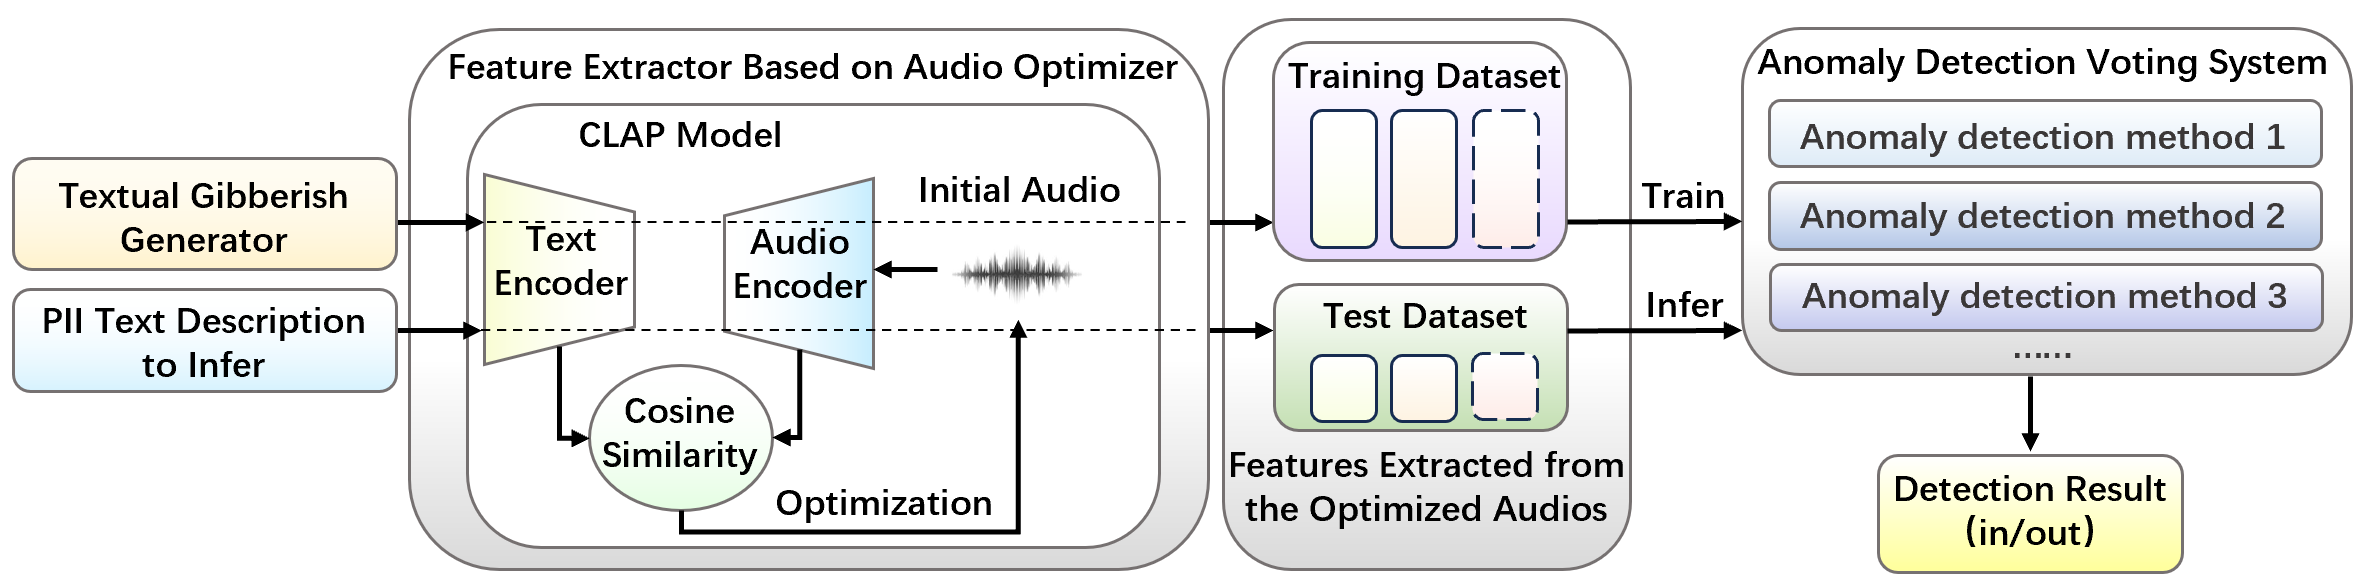 Textual Gibberish
Generator
PII Text Description
to Infer
Feature Extractor Based on Audio Optimizer
CLAP Model
Text
Encoder
Audio
Encoder
Initial Audio
Cosine
Similarity
Optimization
Training Dataset
Test Dataset
Features Extracted from
the Optimized Audios
Train
Infer
Anomaly Detection Voting System
Anomaly detection method 1
Anomaly detection method 2
Anomaly detection method 3
......
Detection Result
(in/out)